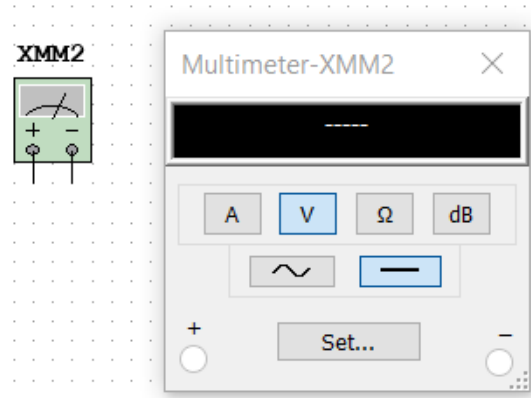 XMM2
+ −
Multimeter-XMM2
-----
A V Ω dB
+ Set... −